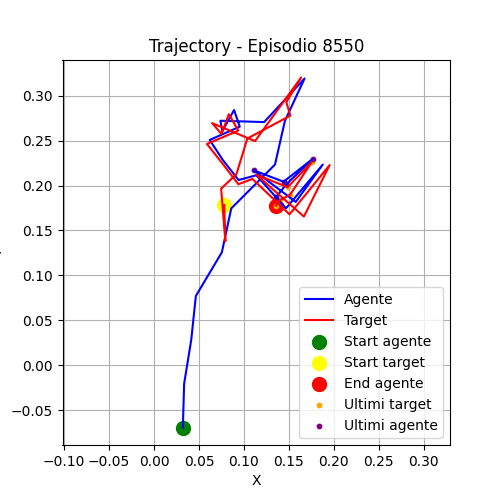 Trajectory - Episodio 8550
0.30
0.25
0.20
0.15
0.10
0.05
0.00
−0.05
−0.10 −0.05 0.00 0.05 0.10 0.15 0.20 0.25 0.30
X
Agente
Target
Start agente
Start target
End agente
Ultimi target
Ultimi agente